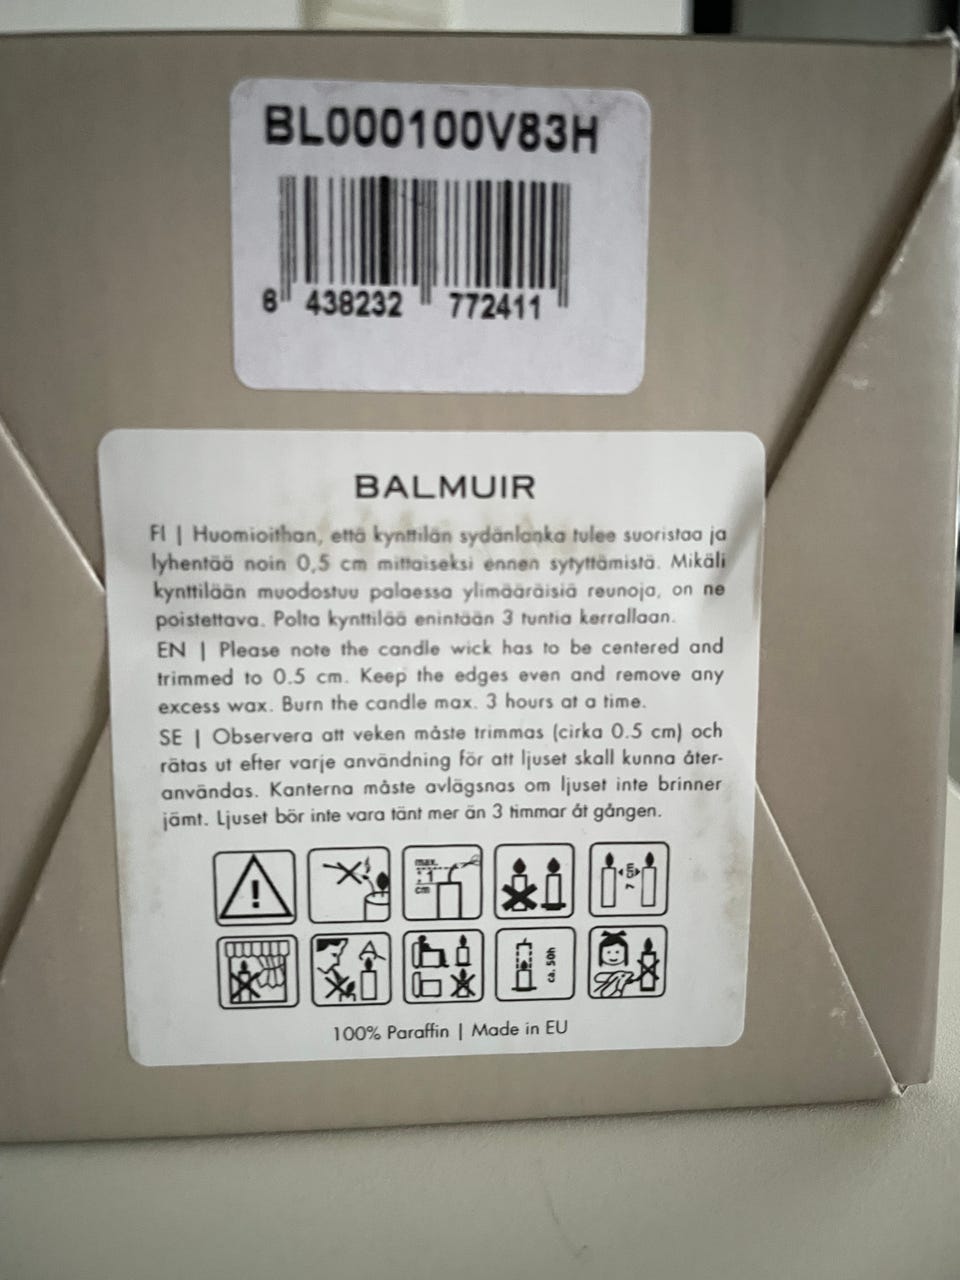 BL000100V83H
6 438232 772411
BALMUIR
FI | Huomioithan, että kynttilän sydänlanka tulee suoristaa ja
lyhentää noin 0,5 cm mittaiseksi ennen sytyttämistä. Mikäli
kynttilään muodostuu palaessa ylimääräisiä reunoja, on ne
poistettava. Polta kynttilää enintään 3 tuntia kerrallaan.
EN | Please note the candle wick has to be centered and
trimmed to 0.5 cm. Keep the edges even and remove any
excess wax. Burn the candle max. 3 hours at a time.
SE | Observera att veken måste trimmas (cirka 0.5 cm) och
rätas ut efter varje användning för att ljuset skall kunna åter-
användas. Kanterna måste avlägsnas om ljuset inte brinner
jämt. Ljuset bör inte vara tänt mer än 3 timmar åt gången.
max.
1
cm
ca. 50h
100% Paraffin | Made in EU